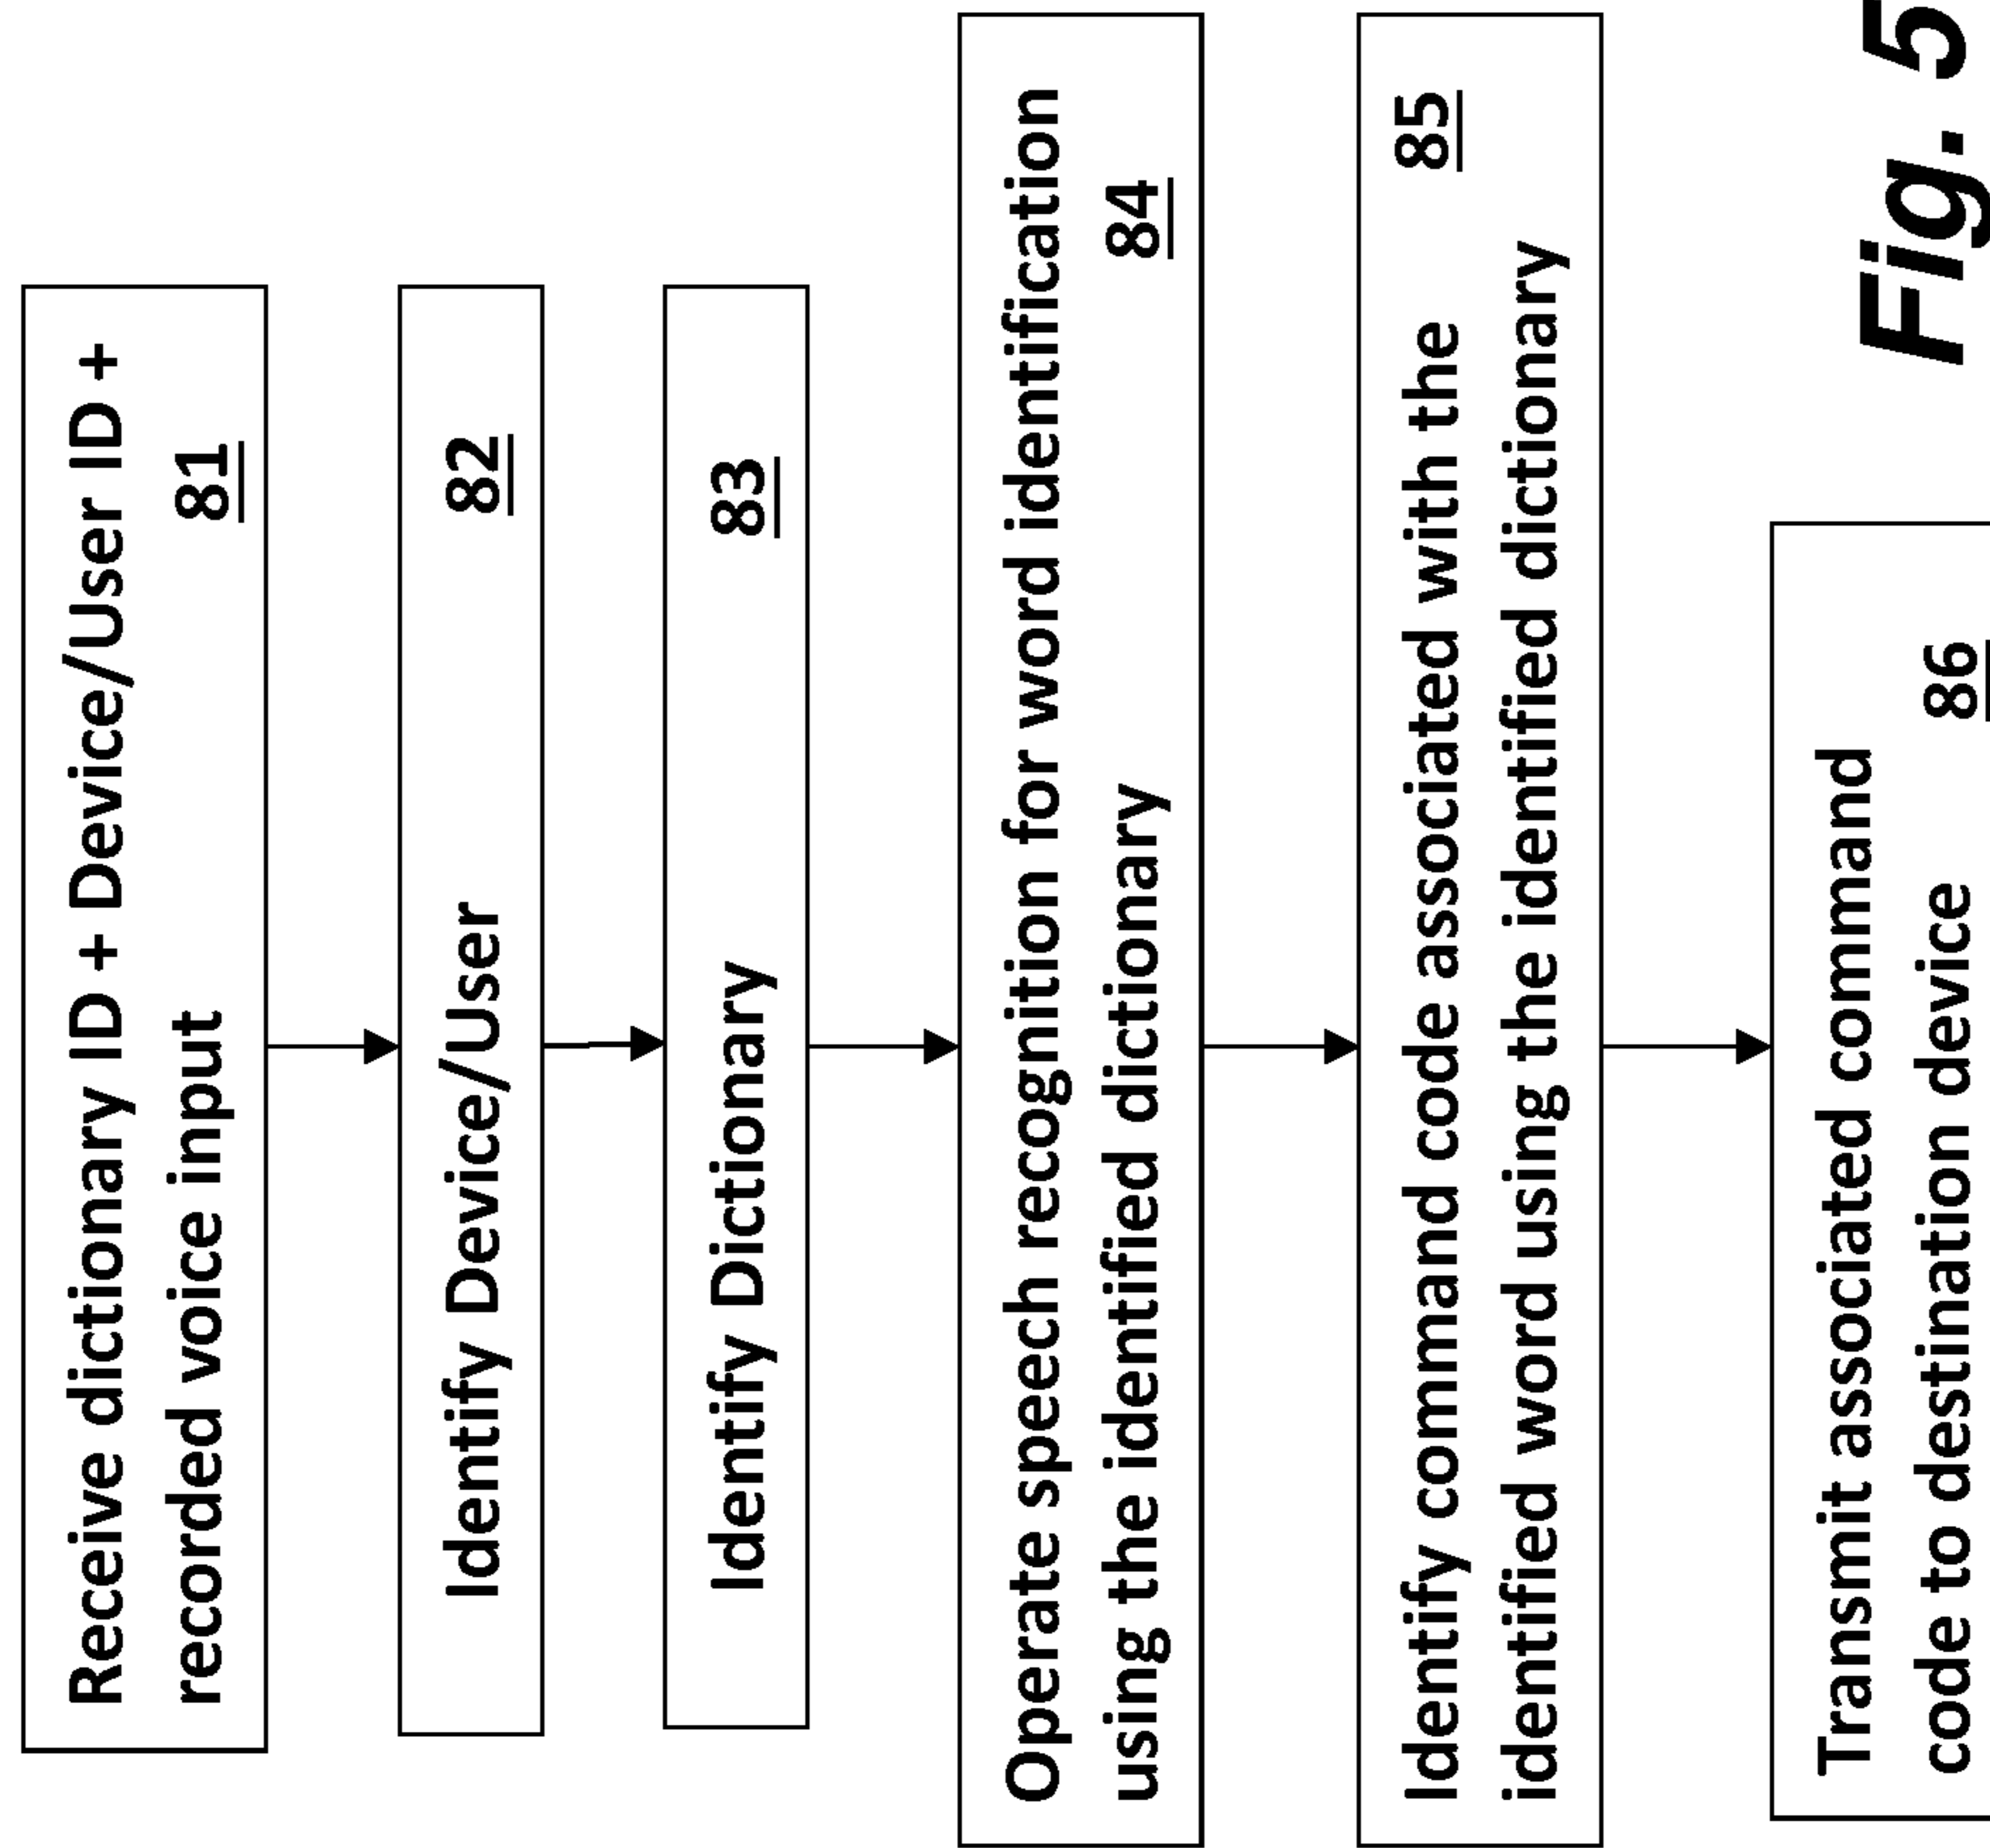 Receive dictionary ID + Device/User ID +
recorded voice input 81
Identify Device/User 82
Identify Dictionary 83
Operate speech recognition for word identification
using the identified dictionary 84
Identify command code associated with the 85
identified word using the identified dictionary
Transmit associated command
code to destination device 86
Fig. 5